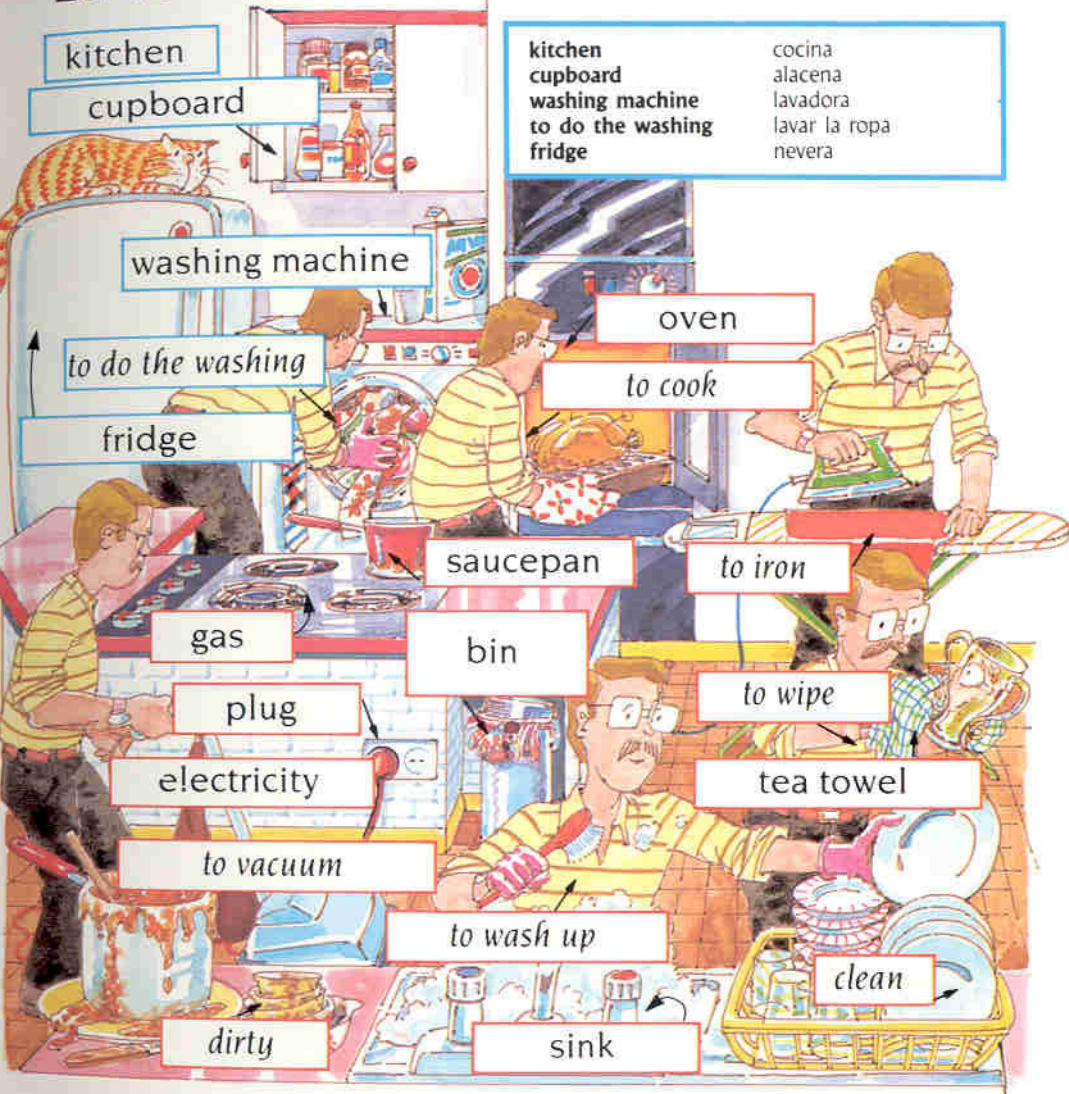 kitchen
cupboard
kitchen cocina
cupboard alacena
washing machine lavadora
to do the washing lavar la ropa
fridge nevera
washing machine
oven
to do the washing
to cook
fridge
saucepan
to iron
gas
bin
to wipe
plug
electricity
tea towel
to vacuum
to wash up
clean
dirty
sink